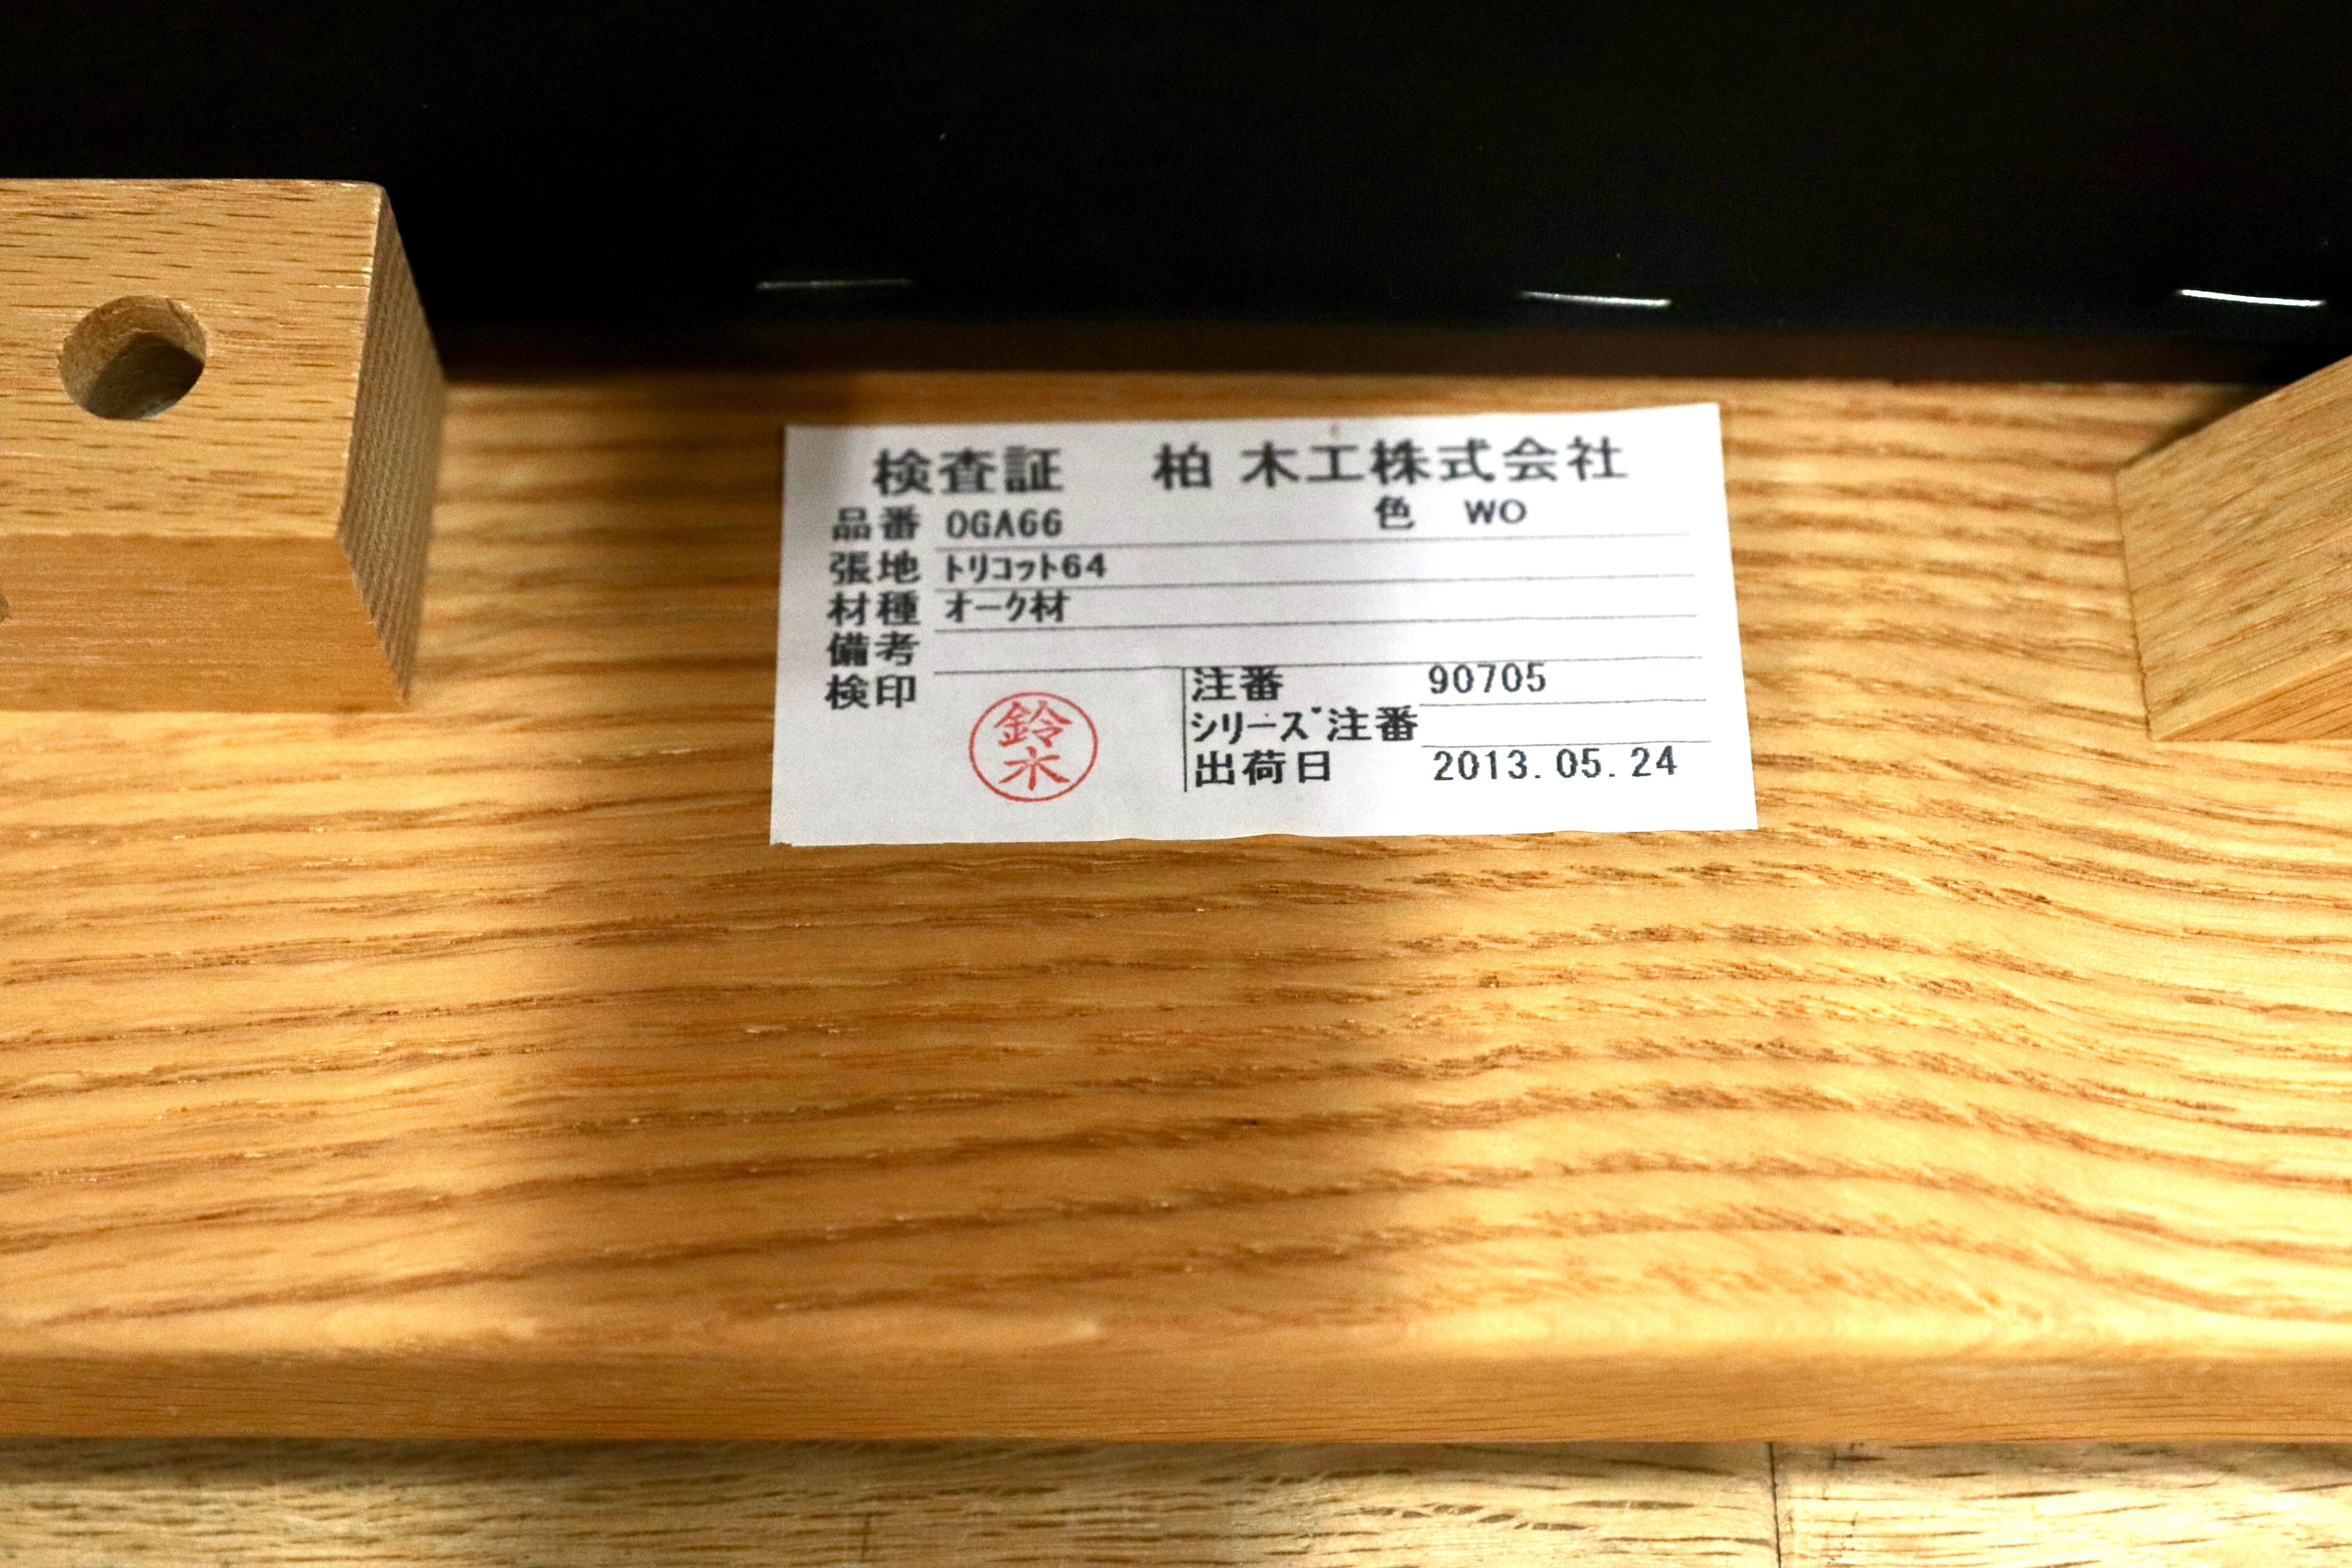 検査証 柏木工株式会社
品番 OGA66 色 WO
張地 ﾄﾘｺｯﾄ64
材種 ｵｰｸ材
備考
検印 注番 90705
鈴木
ｼﾘｰｽﾞ注番
出荷日 2013.05.24